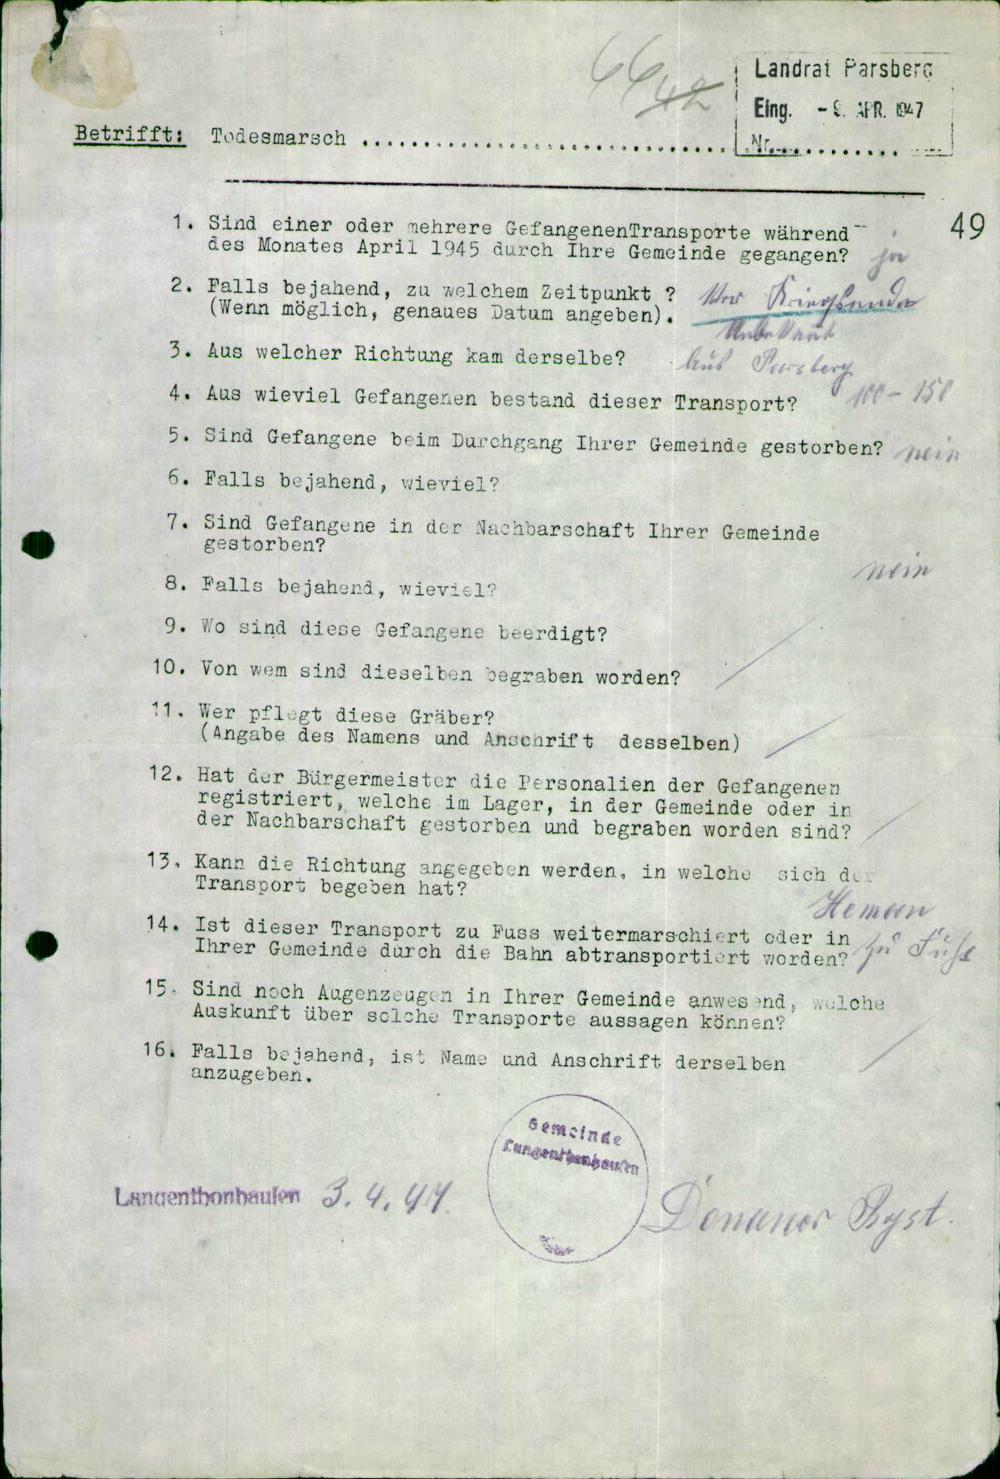 66 42
Landrat Parsberg
Eing. - 9. APR. 1947
Nr.
Betrifft: Todesmarsch
49
1. Sind einer oder mehrere GefangenenTransporte während
des Monates April 1945 durch Ihre Gemeinde gegangen? ja
2. Falls bejahend, zu welchem Zeitpunkt ? Vor Kriegsende
(Wenn möglich, genaues Datum angeben). Unbekannt
3. Aus welcher Richtung kam derselbe? Aus Parsberg
4. Aus wieviel Gefangenen bestand dieser Transport? 100 - 150
5. Sind Gefangene beim Durchgang Ihrer Gemeinde gestorben? nein
6. Falls bejahend, wieviel?
7. Sind Gefangene in der Nachbarschaft Ihrer Gemeinde
gestorben? nein
8. Falls bejahend, wieviel?
9. Wo sind diese Gefangene beerdigt?
10. Von wem sind dieselben begraben worden?
11. Wer pflegt diese Gräber?
(Angabe des Namens und Anschrift desselben)
12. Hat der Bürgermeister die Personalien der Gefangenen
registriert, welche im Lager, in der Gemeinde oder in
der Nachbarschaft gestorben und begraben worden sind?
13. Kann die Richtung angegeben werden, in welche sich der
Transport begeben hat? Hemau
14. Ist dieser Transport zu Fuss weitermarschiert oder in
Ihrer Gemeinde durch die Bahn abtransportiert worden? zu Fuß
15. Sind noch Augenzeugen in Ihrer Gemeinde anwesend, welche
Auskunft über solche Transporte aussagen können?
16. Falls bejahend, ist Name und Anschrift derselben
anzugeben.
Gemeinde
Langenthonhausen
Langenthonhausen 3. 4. 47.